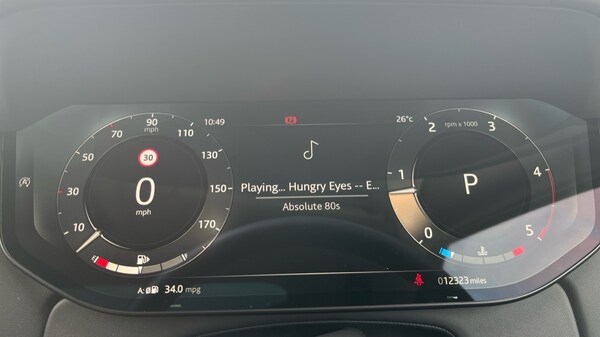 10:49
26°c
90
mph
70
110
50
130
30
30
150
10
170
0
mph
Playing... Hungry Eyes -- E...
Absolute 80s
2
rpm x 1000
3
1
4
0
5
P
A:Ø
34.0 mpg
012323 miles